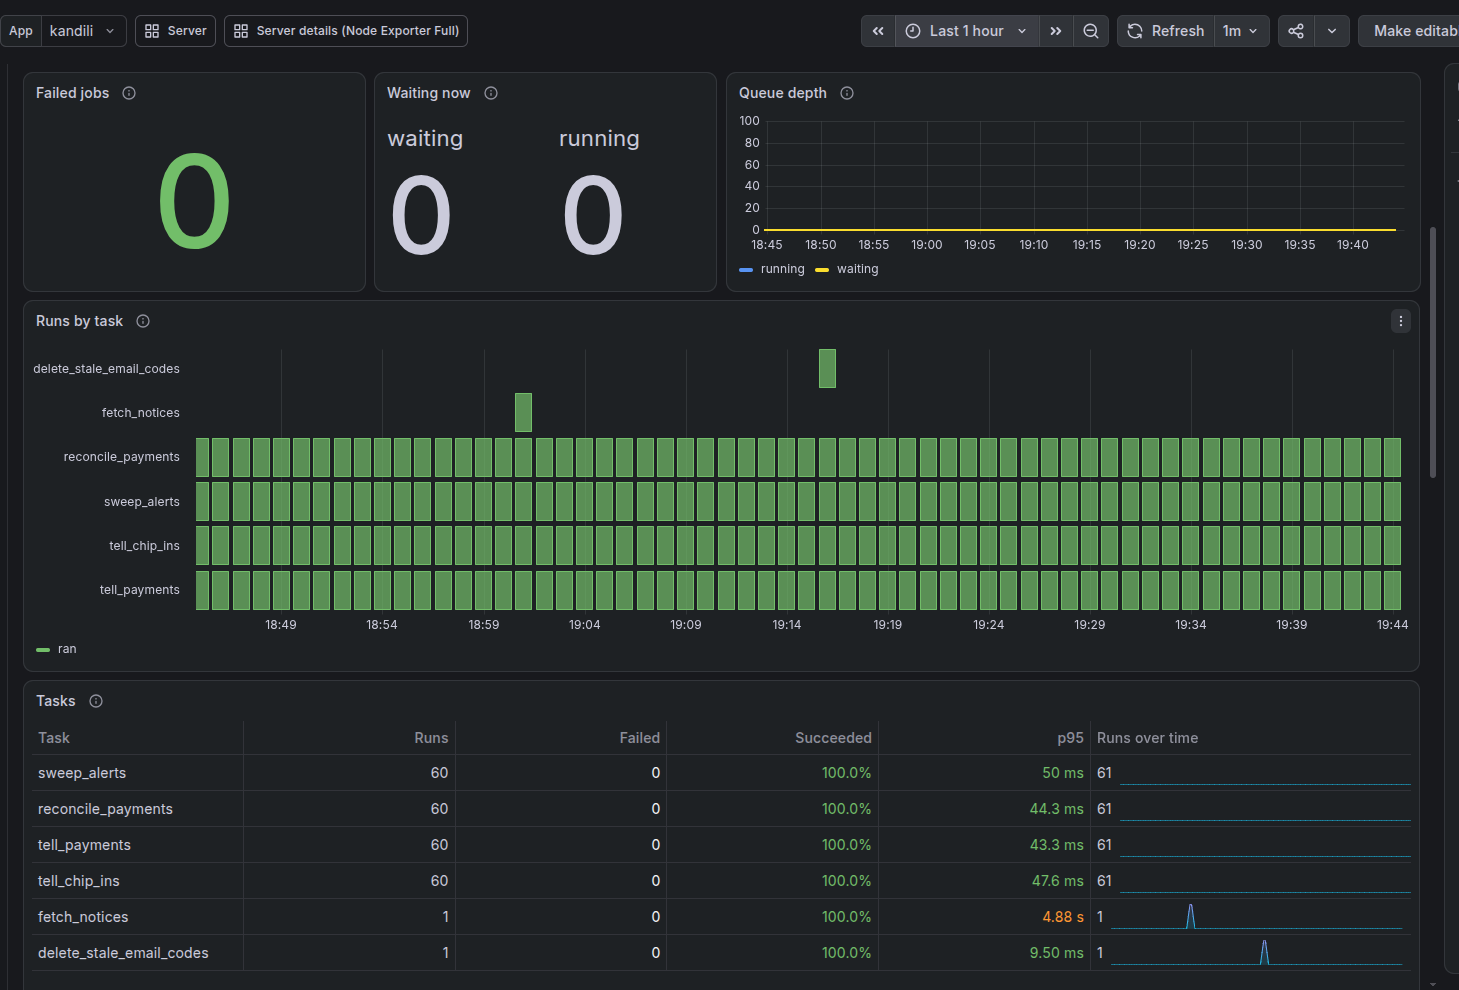 App kandili Server Server details (Node Exporter Full) Last 1 hour Refresh 1m Make editab
Failed jobs
0
Waiting now
waiting running
0 0
Queue depth
100
80
60
40
20
0
18:45 18:50 18:55 19:00 19:05 19:10 19:15 19:20 19:25 19:30 19:35 19:40
running waiting
Runs by task
delete_stale_email_codes
fetch_notices
reconcile_payments
sweep_alerts
tell_chip_ins
tell_payments
18:49 18:54 18:59 19:04 19:09 19:14 19:19 19:24 19:29 19:34 19:39 19:44
ran
Tasks
Task Runs Failed Succeeded p95 Runs over time
sweep_alerts 60 0 100.0% 50 ms 61
reconcile_payments 60 0 100.0% 44.3 ms 61
tell_payments 60 0 100.0% 43.3 ms 61
tell_chip_ins 60 0 100.0% 47.6 ms 61
fetch_notices 1 0 100.0% 4.88 s 1
delete_stale_email_codes 1 0 100.0% 9.50 ms 1